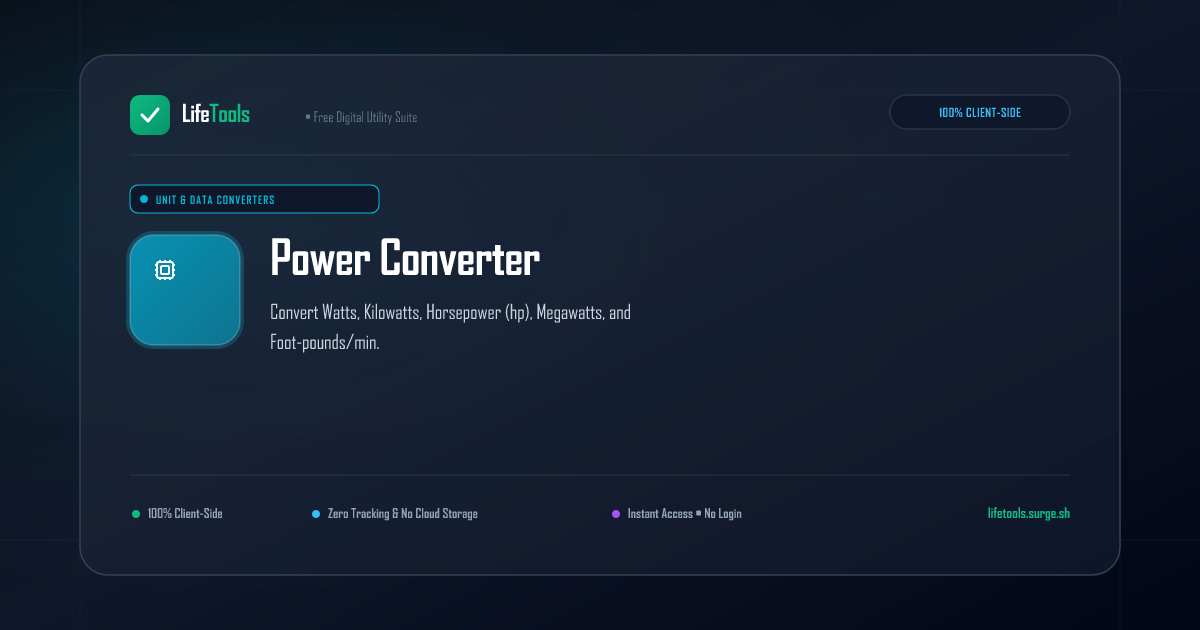 LifeTools
▪ Free Digital Utility Suite
100% CLIENT-SIDE
UNIT & DATA CONVERTERS
Power Converter
Convert Watts, Kilowatts, Horsepower (hp), Megawatts, and
Foot-pounds/min.
100% Client-Side
Zero Tracking & No Cloud Storage
Instant Access ▪ No Login
lifetools.surge.sh